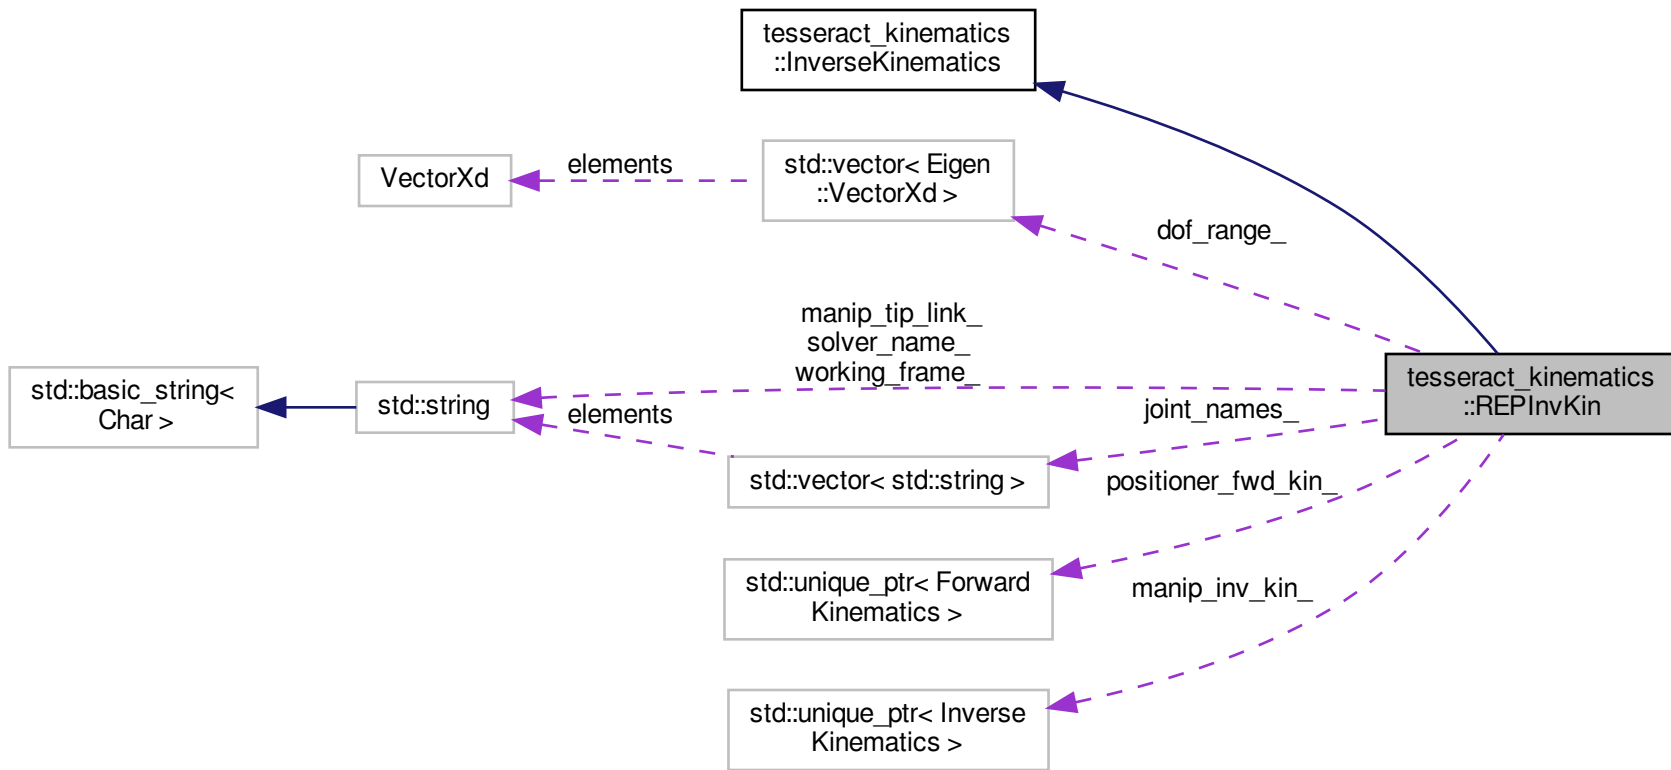 tesseract_kinematics
::InverseKinematics
VectorXd
elements
std::vector< Eigen
::VectorXd >
dof_range_
manip_tip_link_
solver_name_
working_frame_
std::basic_string<
Char >
std::string
elements
tesseract_kinematics
::REPInvKin
joint_names_
std::vector< std::string >
positioner_fwd_kin_
std::unique_ptr< Forward
Kinematics >
manip_inv_kin_
std::unique_ptr< Inverse
Kinematics >